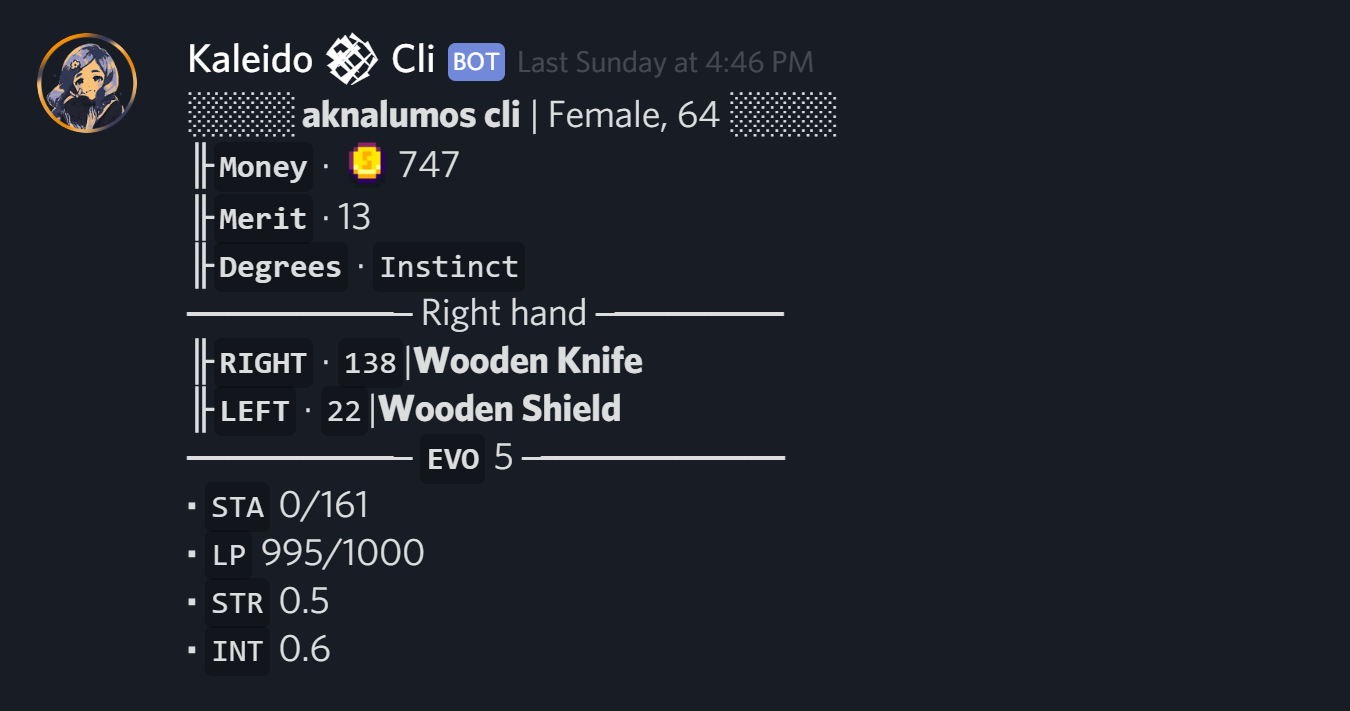 Kaleido Cli BOT Last Sunday at 4:46 PM
░░░░░ aknalumos cli | Female, 64 ░░░░░
╟Money · 747
╟Merit · 13
╟Degrees · Instinct
———————— Right hand ————————
╟RIGHT · 138 |Wooden Knife
╟LEFT · 22 |Wooden Shield
———————— EVO 5 ————————
▪ STA 0/161
▪ LP 995/1000
▪ STR 0.5
▪ INT 0.6